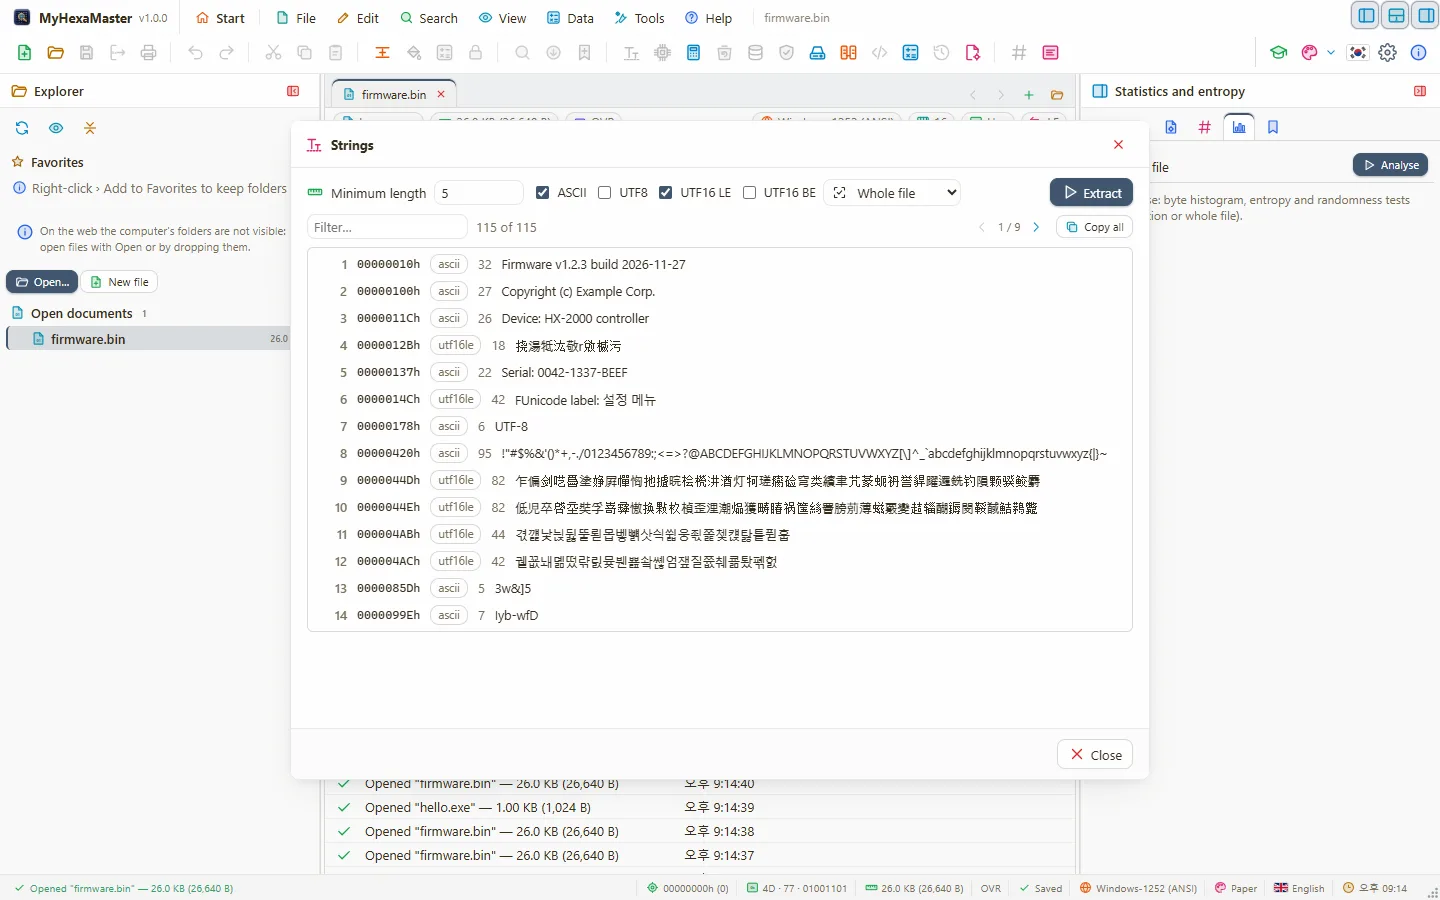 MyHexaMaster v1.0.0 Start File Edit Search View Data Tools Help firmware.bin
Explorer
firmware.bin
Statistics and entropy
Favorites
Right-click › Add to Favorites to keep folders
On the web the computer's folders are not visible:
open files with Open or by dropping them.
Open... New file
Open documents 1
firmware.bin 26.0
file Analyse
se: byte histogram, entropy and randomness tests
tion or whole file).
Strings
Minimum length 5 ASCII UTF8 UTF16 LE UTF16 BE Whole file Extract
Filter... 115 of 115 1 / 9 Copy all
1 00000010h ascii 32 Firmware v1.2.3 build 2026-11-27
2 00000100h ascii 27 Copyright (c) Example Corp.
3 0000011Ch ascii 26 Device: HX-2000 controller
4 0000012Bh utf16le 18
5 00000137h ascii 22 Serial: 0042-1337-BEEF
6 0000014Ch utf16le 42 FUnicode label: 설정 메뉴
7 00000178h ascii 6 UTF-8
8 00000420h ascii 95 !"#$%&'()*+,-./0123456789:;<=>?@ABCDEFGHIJKLMNOPQRSTUVWXYZ[\]^_`abcdefghijklmnopqrstuvwxyz{|}~
9 0000044Dh utf16le 82
10 0000044Eh utf16le 82
11 000004ABh utf16le 44
12 000004ACh utf16le 42
13 0000085Dh ascii 5 3w&]5
14 0000099Eh ascii 7 Iyb-wfD
Close
Opened "firmware.bin" — 26.0 KB (26,640 B) 오후 9:14:40
Opened "hello.exe" — 1.00 KB (1,024 B) 오후 9:14:39
Opened "firmware.bin" — 26.0 KB (26,640 B) 오후 9:14:38
Opened "firmware.bin" — 26.0 KB (26,640 B) 오후 9:14:37
Opened "firmware.bin" — 26.0 KB (26,640 B) 00000000h (0) 4D · 77 · 01001101 26.0 KB (26,640 B) OVR Saved Windows-1252 (ANSI) Paper English 오후 09:14